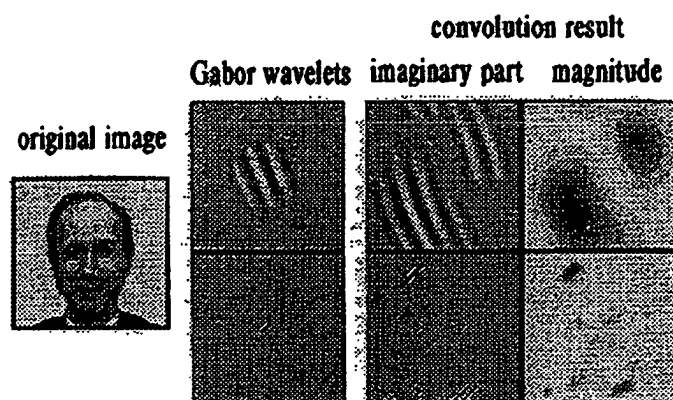 convolution result
Gabor wavelets imaginary part magnitude
original image